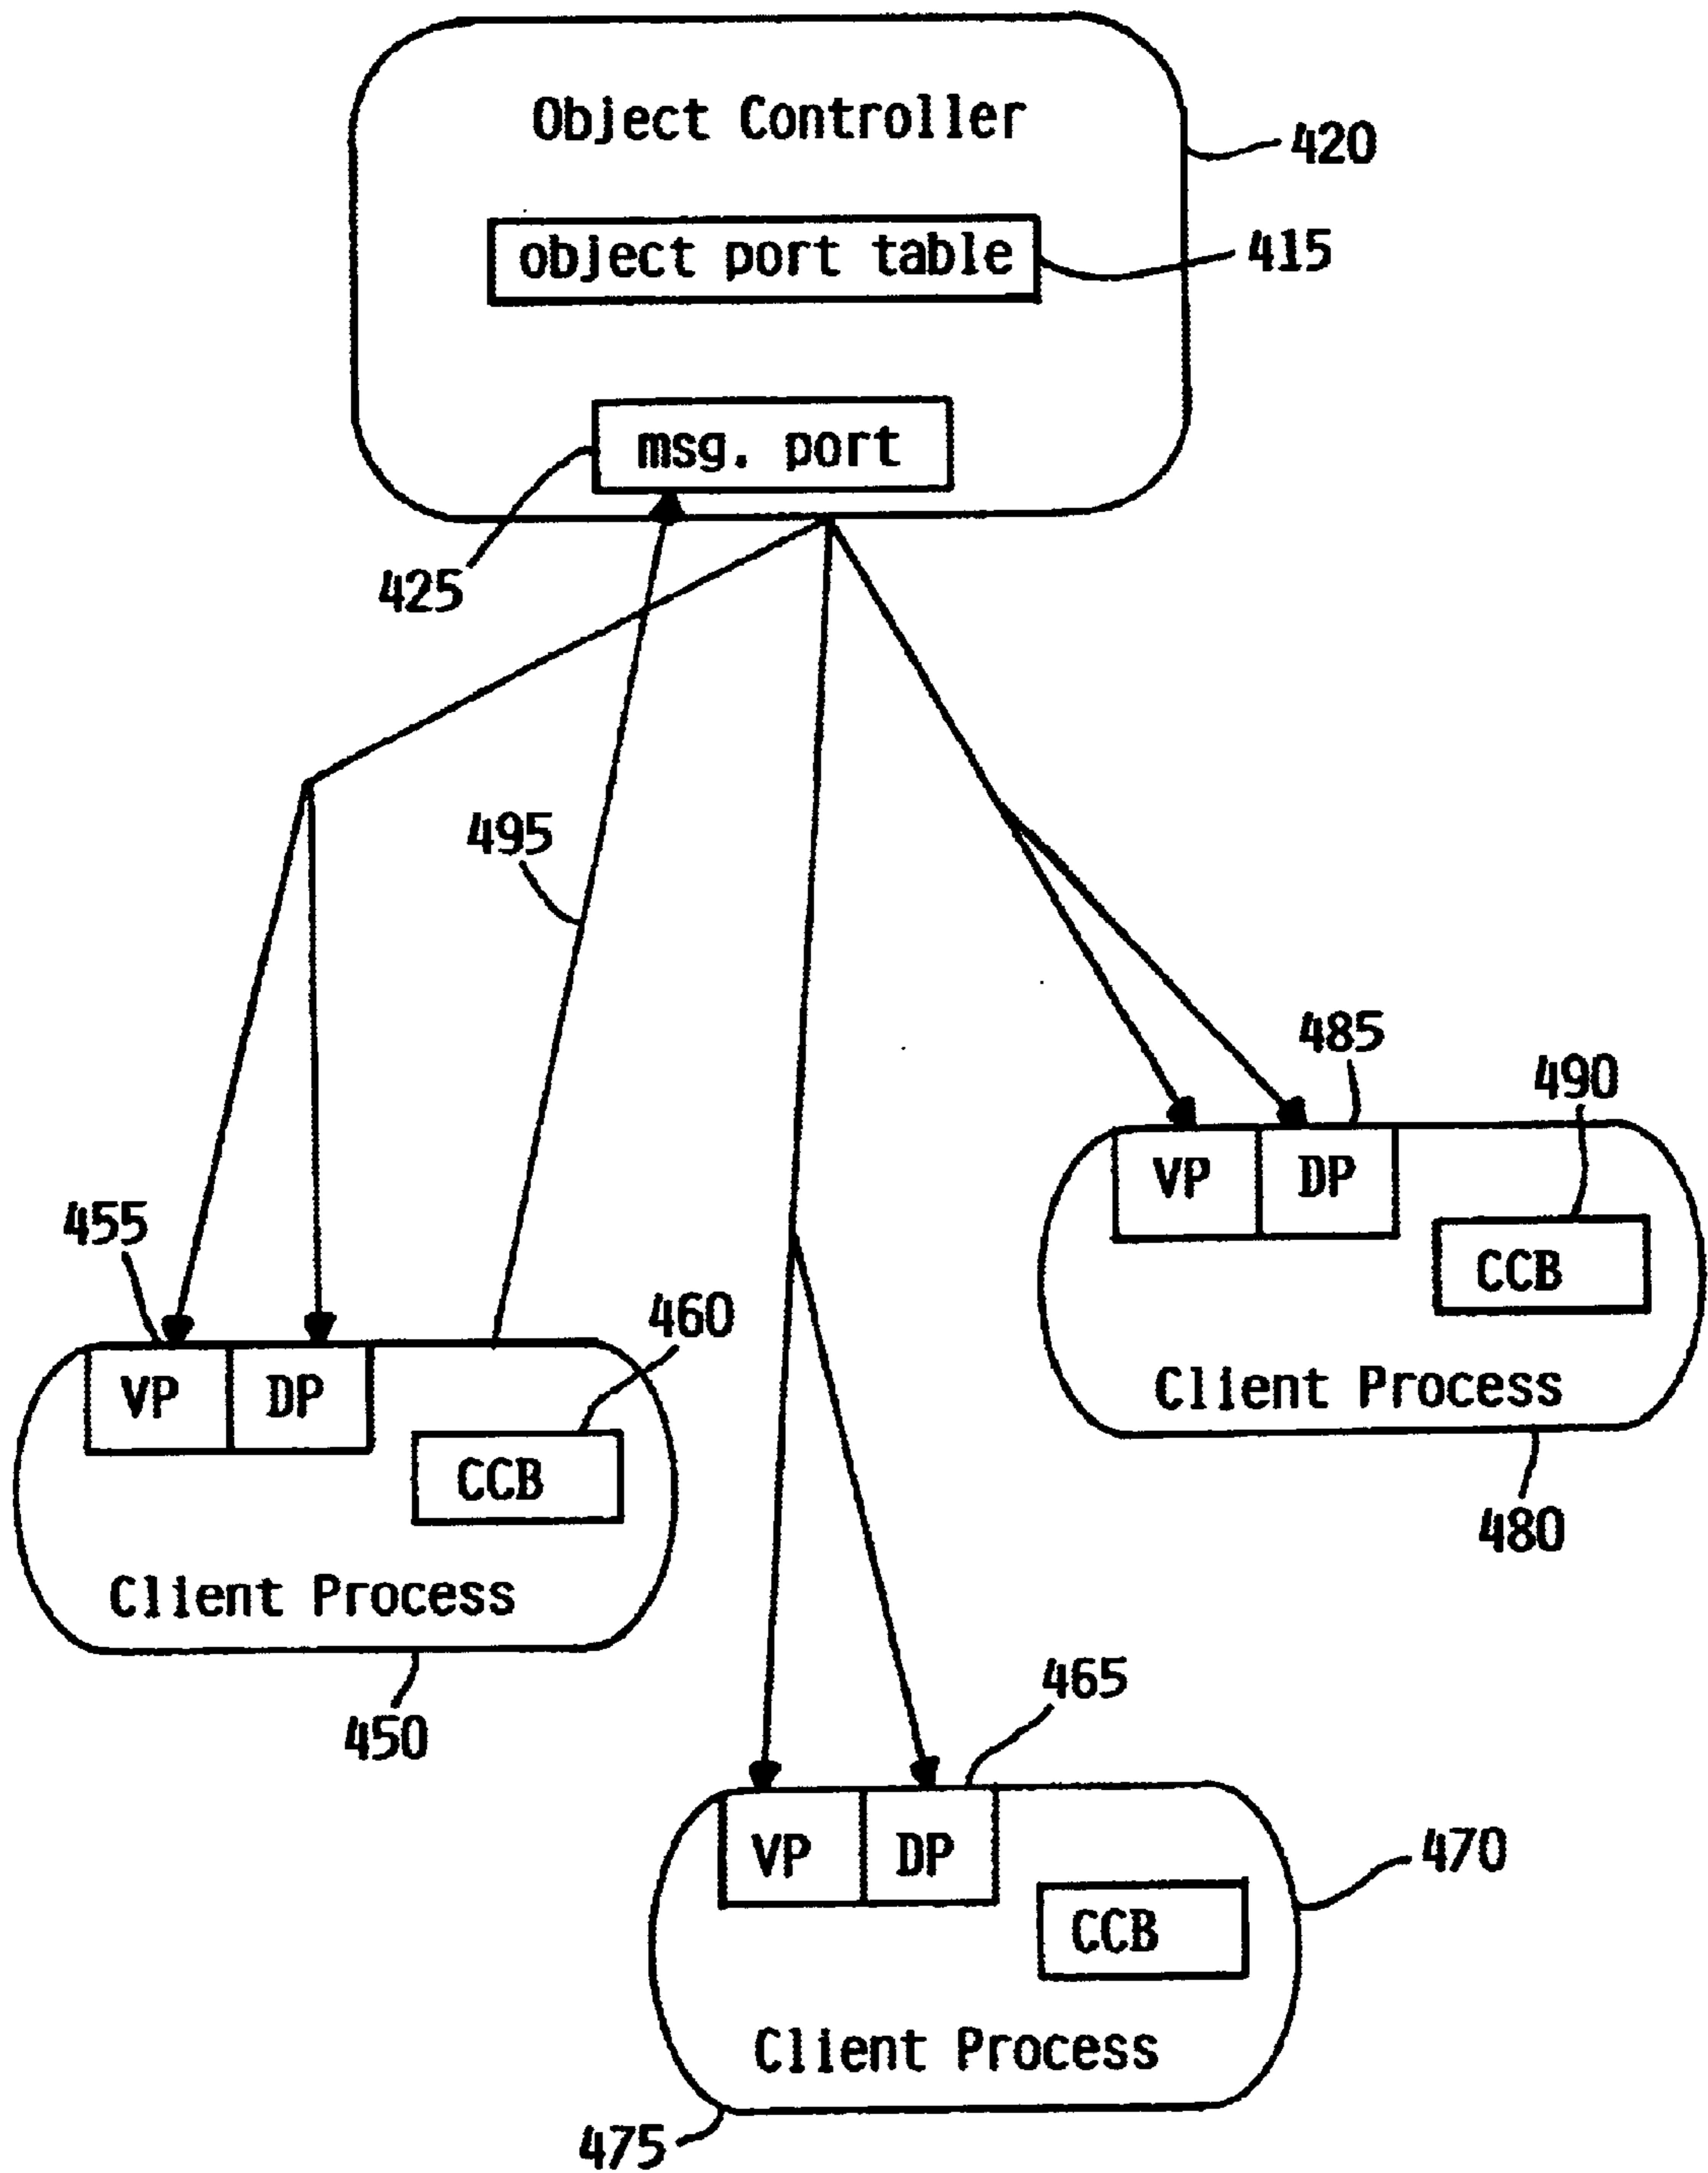 Object Controller
420
object port table
415
msg. port
425
495
485
490
VP
DP
455
CCB
460
Client Process
VP
DP
CCB
480
Client Process
465
450
VP
DP
470
CCB
Client Process
475